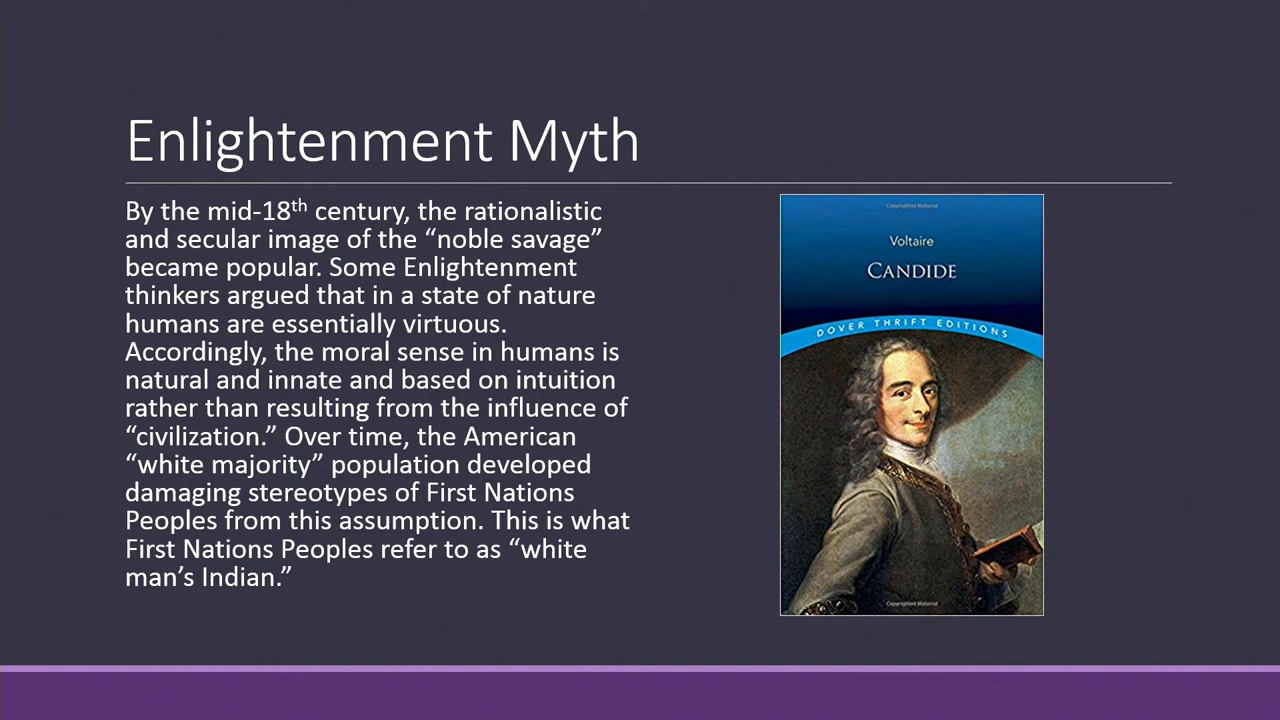 Enlightenment Myth
By the mid-18th century, the rationalistic
and secular image of the “noble savage”
became popular. Some Enlightenment
thinkers argued that in a state of nature
humans are essentially virtuous.
Accordingly, the moral sense in humans is
natural and innate and based on intuition
rather than resulting from the influence of
“civilization.” Over time, the American
“white majority” population developed
damaging stereotypes of First Nations
Peoples from this assumption. This is what
First Nations Peoples refer to as “white
man’s Indian.”
Copyrighted Material
Voltaire
CANDIDE
DOVER THRIFT EDITIONS
Copyrighted Material